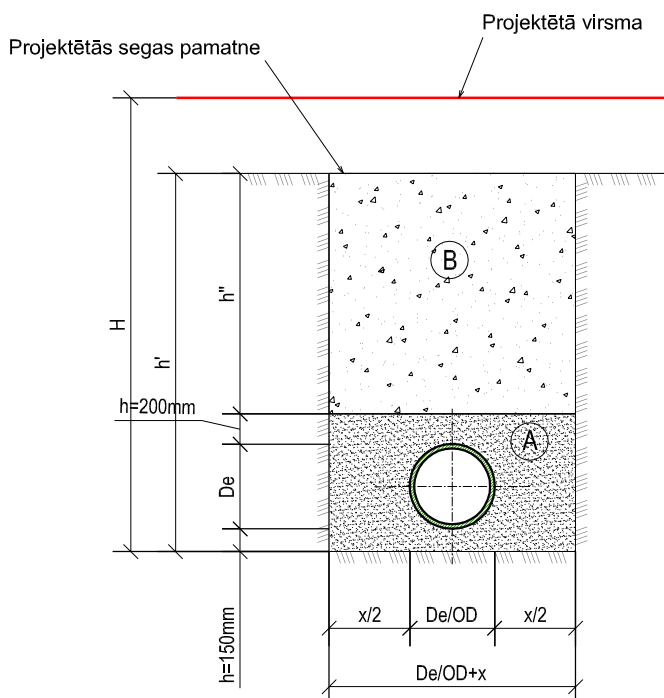 Projektētā virsma
Projektētās segas pamatne
B
H
h'
h"
h=200mm
A
De
h=150mm
x/2 De/OD x/2
De/OD+x